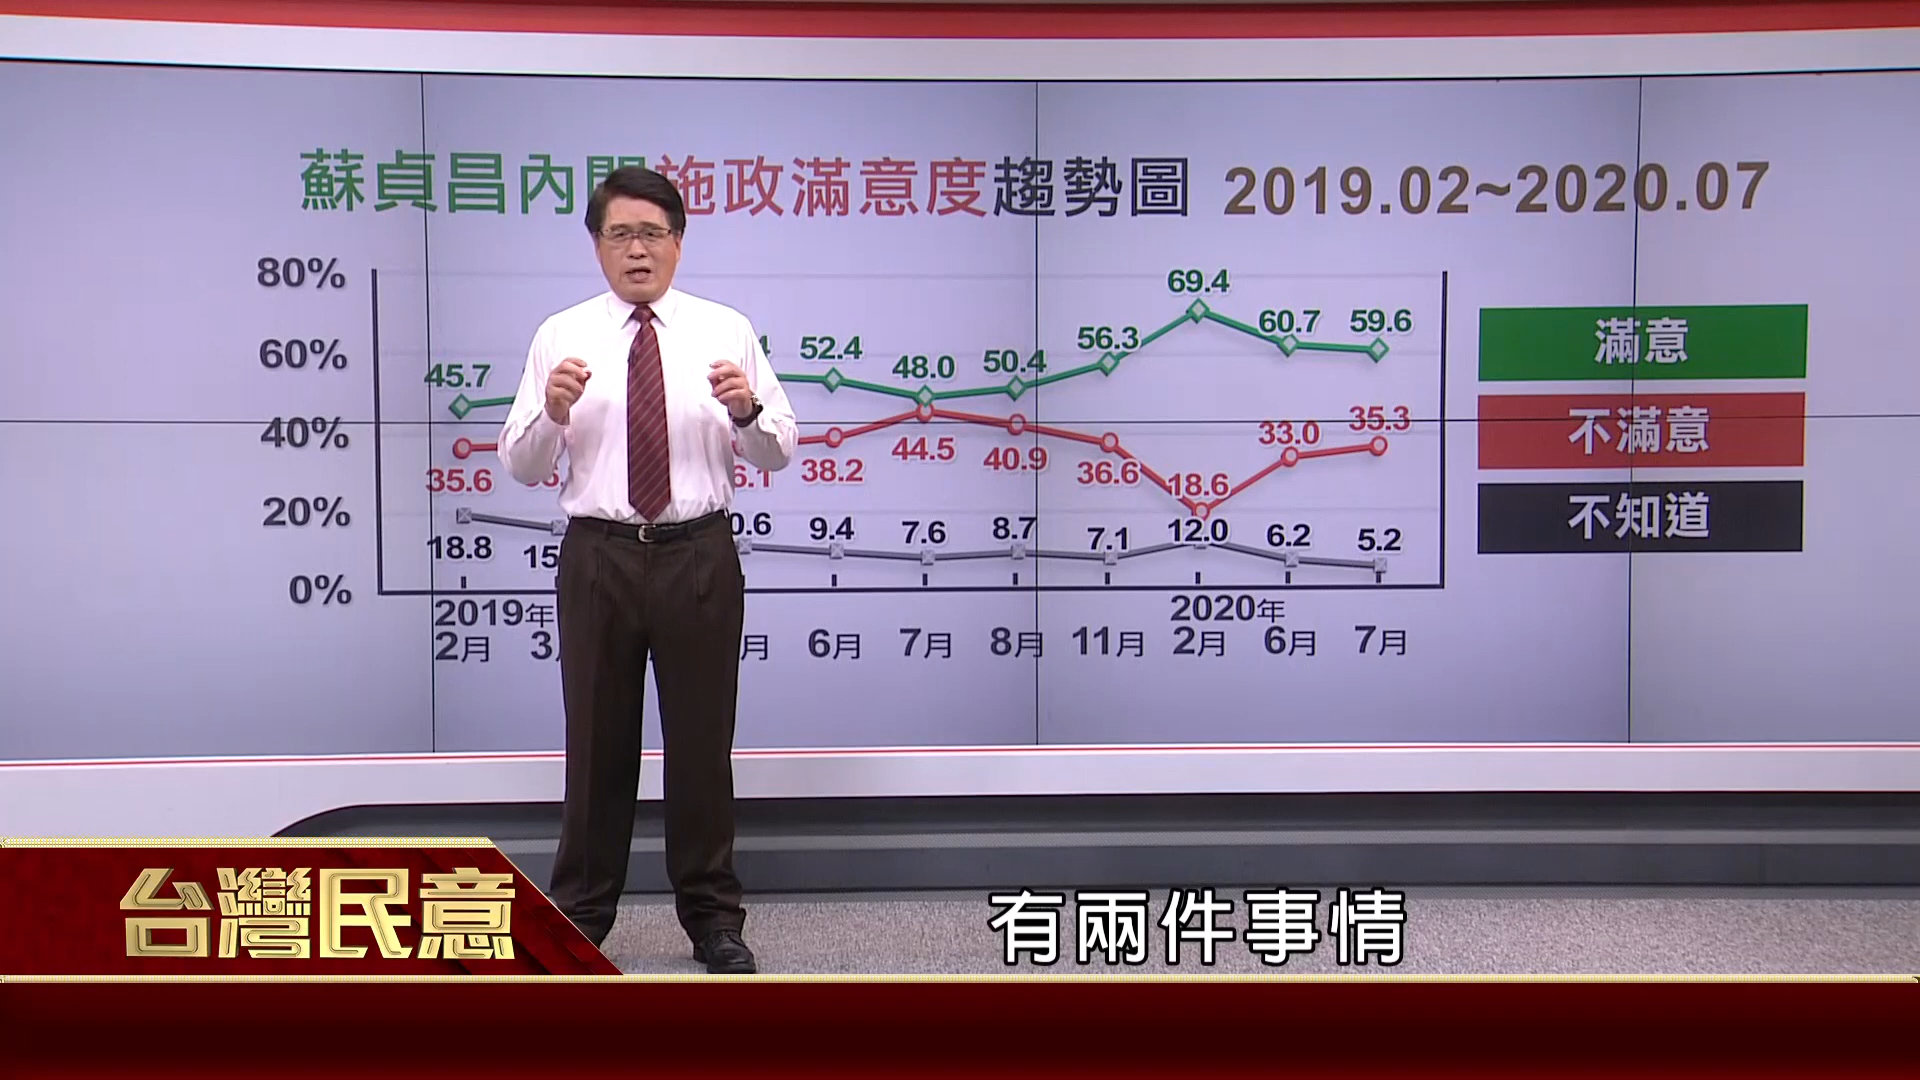 蘇貞昌內閣施政滿意度趨勢圖 2019.02~2020.07
80%
60%
40%
20%
0%
45.7 52.4 48.0 50.4 56.3 69.4 60.7 59.6
35.6 38.2 44.5 40.9 36.6 18.6 33.0 35.3
18.8 9.4 7.6 8.7 7.1 12.0 6.2 5.2
2019年 2020年
2月 6月 7月 8月 11月 2月 6月 7月
滿意
不滿意
不知道
台灣民意
有兩件事情